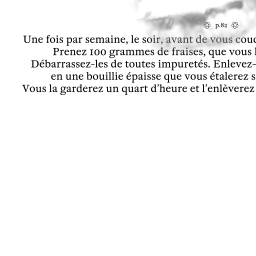 p.82
Une fois par semaine, le soir, avant de vous
Prenez 100 grammes de fraises, que vous
Débarrassez-les de toutes impuretés. Enlevez-
en une bouillie épaisse que vous étalerez
Vous la garderez un quart d'heure et l'enlèverez